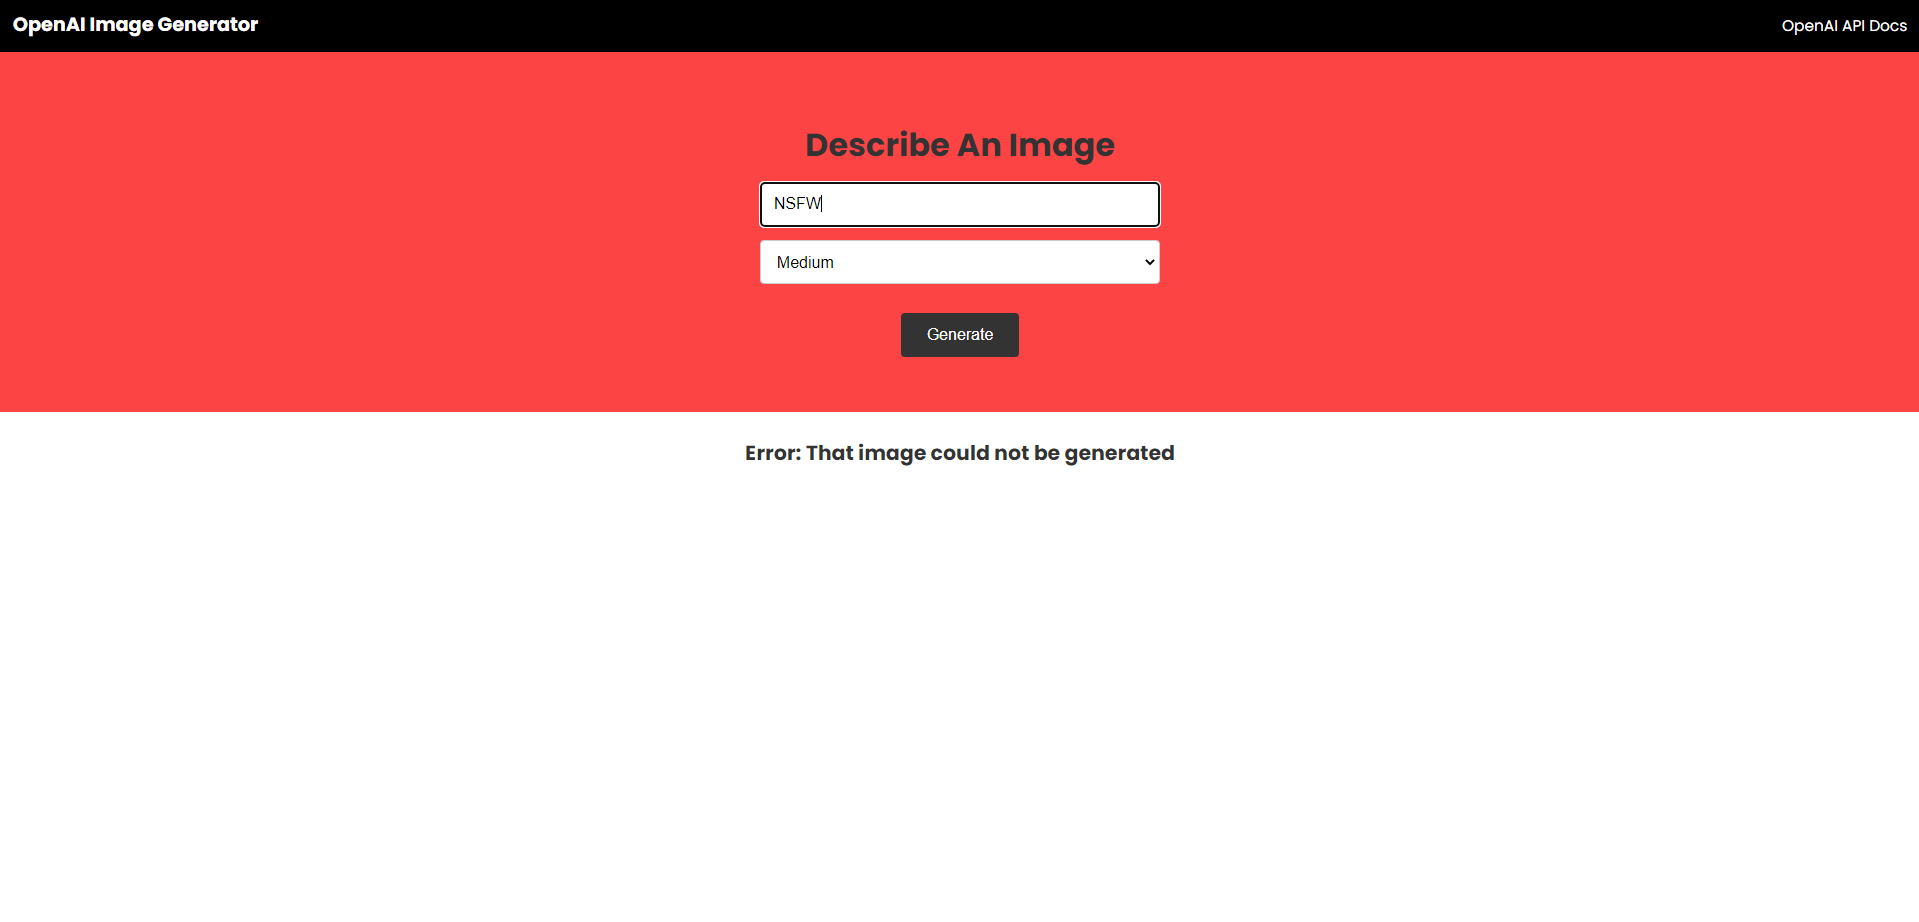 OpenAI Image Generator
OpenAI API Docs
Describe An Image
NSFW
Medium
Generate
Error: That image could not be generated